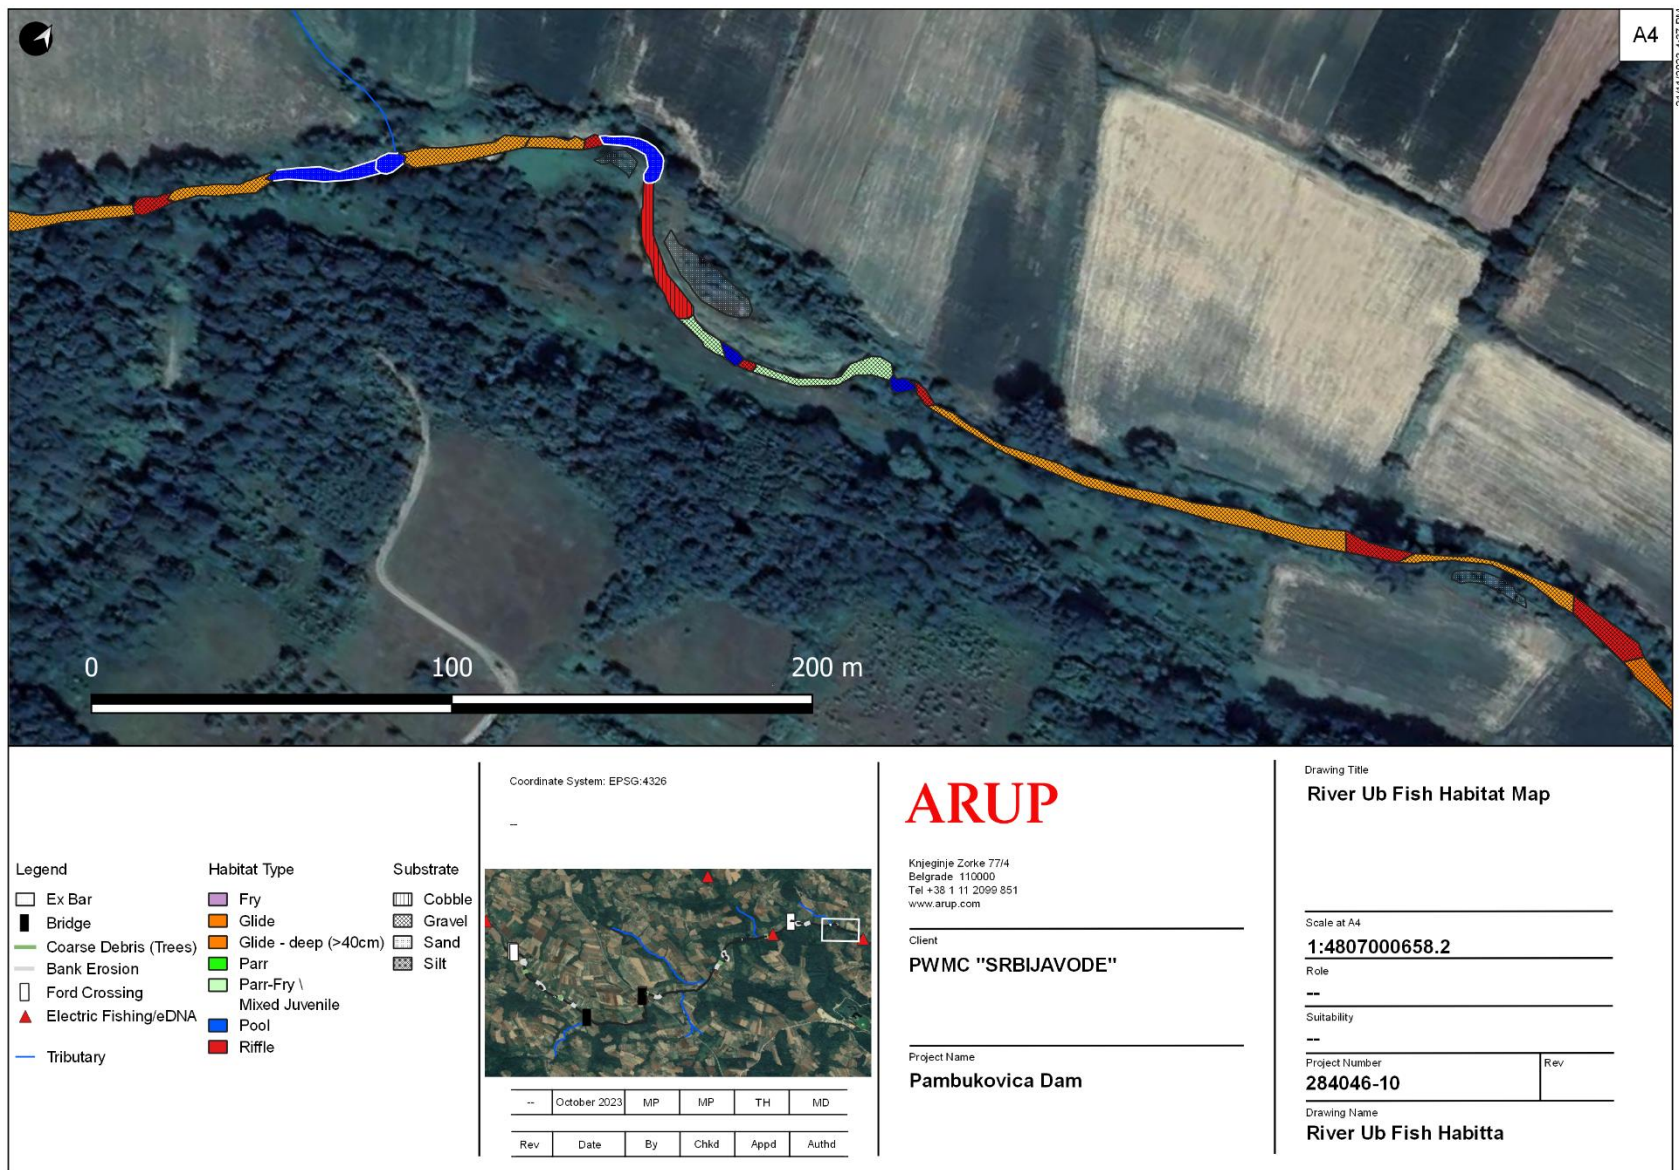 A4
0 100 200 m
Legend
Ex Bar
Bridge
Coarse Debris (Trees)
Bank Erosion
Ford Crossing
Electric Fishing/eDNA
Tributary
Habitat Type
Fry
Glide
Glide - deep (>40cm)
Parr
Parr-Fry \
Mixed Juvenile
Pool
Riffle
Substrate
Cobble
Gravel
Sand
Silt
Coordinate System: EPSG:4326
--
-- October 2023 MP MP TH MD
Rev Date By Chkd Appd Authd
ARUP
Knjeginje Zorke 77/4
Belgrade 110000
Tel +38 1 11 2099 851
www.arup.com
Client
PWMC "SRBIJAVODE"
Project Name
Pambukovica Dam
Drawing Title
River Ub Fish Habitat Map
Scale at A4
1:4807000658.2
Role
--
Suitability
--
Project Number Rev
284046-10
Drawing Name
River Ub Fish Habitta